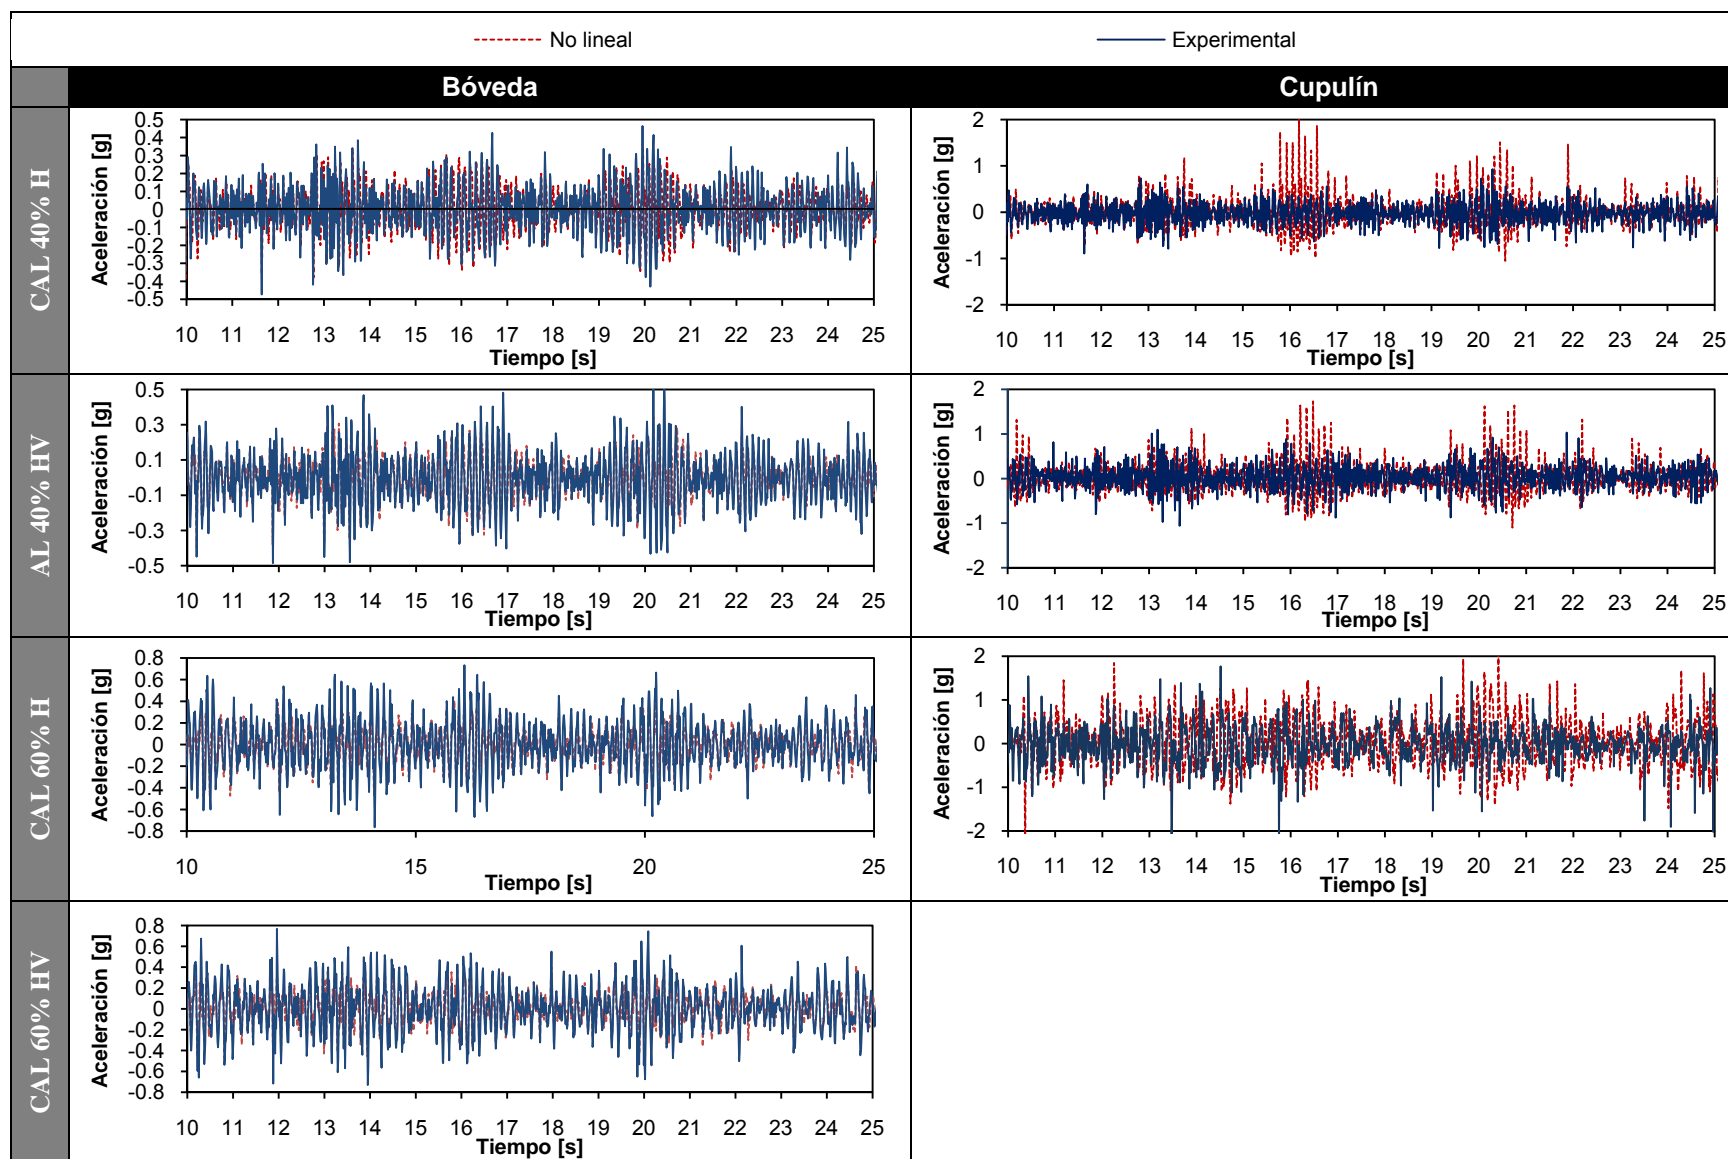 No lineal
Experimental
Bóveda
Cupulín
CAL 40% H
Aceleración [g]
0.5
0.4
0.3
0.2
0.1
0
-0.1
-0.2
-0.3
-0.4
-0.5
10 11 12 13 14 15 16 17 18 19 20 21 22 23 24 25
Tiempo [s]
Aceleración [g]
2
1
0
-1
-2
10 11 12 13 14 15 16 17 18 19 20 21 22 23 24 25
Tiempo [s]
AL 40% HV
Aceleración [g]
0.5
0.3
0.1
-0.1
-0.3
-0.5
10 11 12 13 14 15 16 17 18 19 20 21 22 23 24 25
Tiempo [s]
Aceleración [g]
2
1
0
-1
-2
10 11 12 13 14 15 16 17 18 19 20 21 22 23 24 25
Tiempo [s]
CAL 60% H
Aceleración [g]
0.8
0.6
0.4
0.2
0
-0.2
-0.4
-0.6
-0.8
10 15 20 25
Tiempo [s]
Aceleración [g]
2
1
0
-1
-2
10 11 12 13 14 15 16 17 18 19 20 21 22 23 24 25
Tiempo [s]
CAL 60% HV
Aceleración [g]
0.8
0.6
0.4
0.2
0
-0.2
-0.4
-0.6
-0.8
10 11 12 13 14 15 16 17 18 19 20 21 22 23 24 25
Tiempo [s]